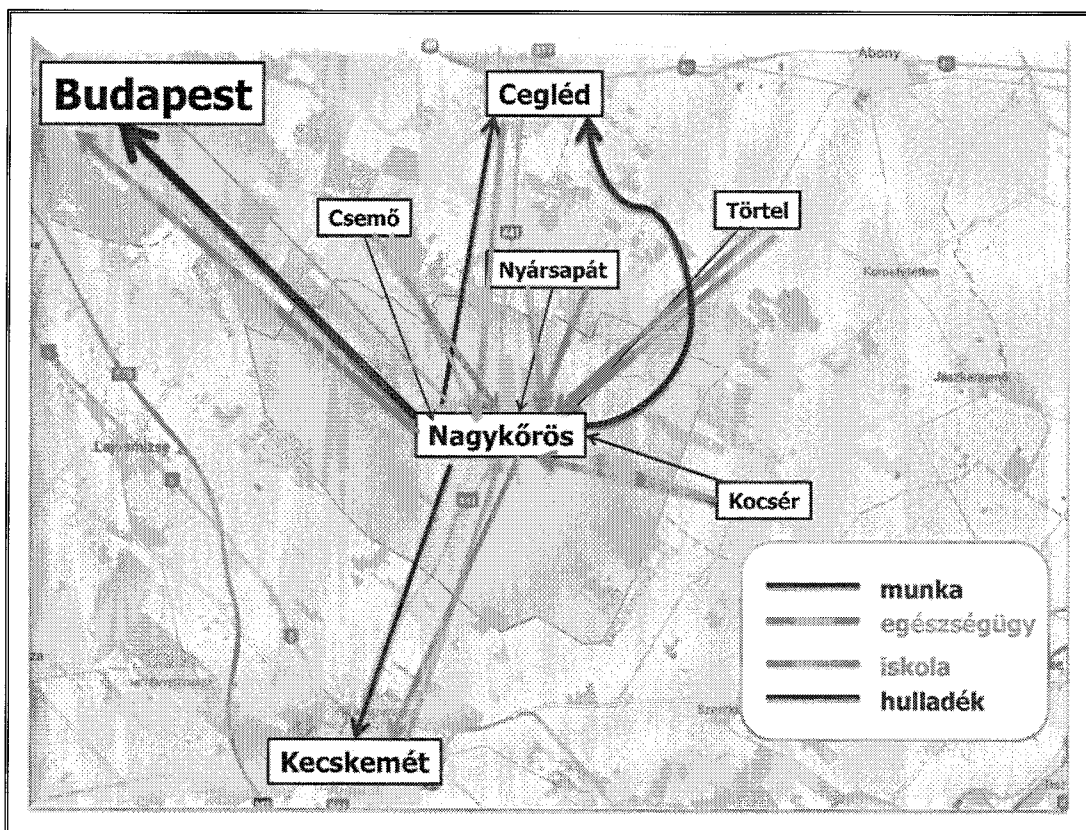 Abony
Budapest
Cegléd
Csemő
Törtel
Nyársapát
Nagykőrös
Kocsér
munka
egészségügy
iskola
hulladék
Kecskemét